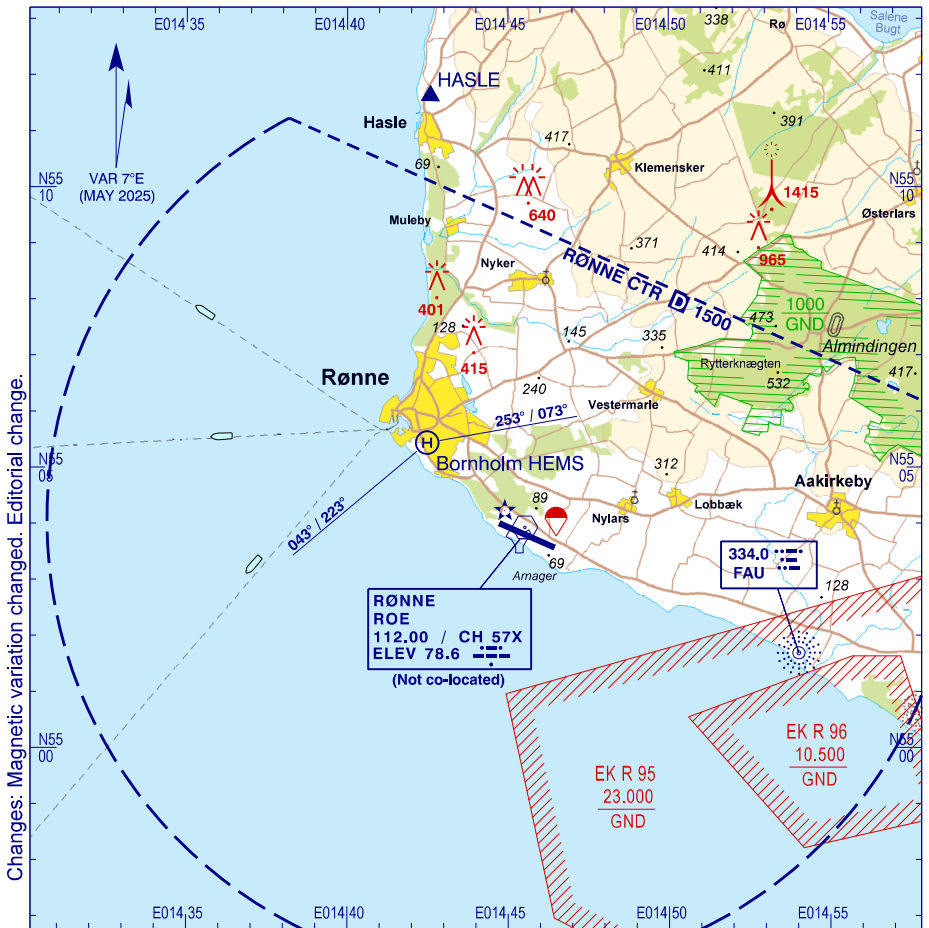 E014 35
E014 40
E014 45
E014 50
E014 55
338
Rø
Salene
Bugt
HASLE
411
391
Hasle
417
Klemensker
69
VAR 7°E
(MAY 2025)
N55
10
N55
10
1415
640
Østerlars
Muleby
965
371
414
Nyker
RØNNE CTR D 1500
1000
GND
401
128
473
Almindingen
145
335
415
Rytterknægten
417
Rønne
532
240
Vestermarie
253° / 073°
H
Bornholm HEMS
N55
05
N55
05
312
Aakirkeby
043° / 223°
89
Nylars
Lobbæk
69
Arnager
334.0
FAU
128
RØNNE
ROE
112.00 / CH 57X
ELEV 78.6
(Not co-located)
N55
00
N55
00
EK R 96
10.500
GND
EK R 95
23.000
GND
E014 35
E014 40
E014 45
E014 50
E014 55
Changes: Magnetic variation changed. Editorial change.